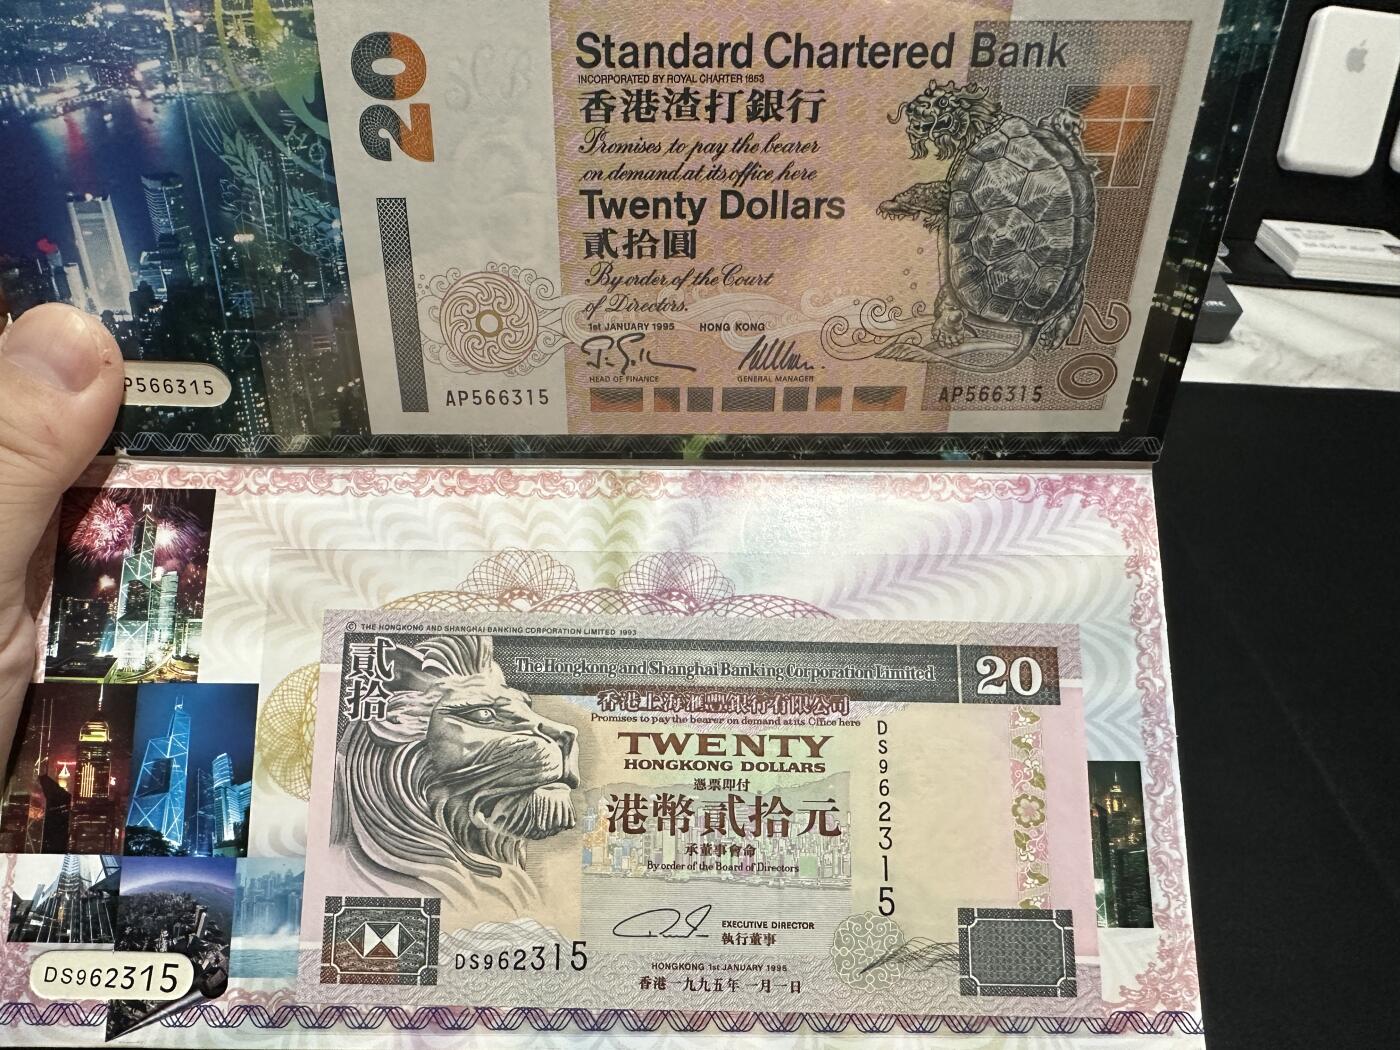 20
Standard Chartered Bank
INCORPORATED BY ROYAL CHARTER 1853
香港渣打銀行
Promises to pay the bearer
on demand at its office here
Twenty Dollars
貳拾圓
By order of the Court
of Directors.
1st JANUARY 1995 HONG KONG
HEAD OF FINANCE GENERAL MANAGER
AP566315
AP566315
20
P566315
© THE HONGKONG AND SHANGHAI BANKING CORPORATION LIMITED 1993
貳拾
The Hongkong and Shanghai Banking Corporation Limited
20
香港上海滙豐銀行有限公司
Promises to pay the bearer on demand at its Office here
TWENTY
HONGKONG DOLLARS
憑票即付
港幣貳拾元
承董事會命
By order of the Board of Directors
DS962315
EXECUTIVE DIRECTOR
執行董事
DS962315
HONGKONG 1st JANUARY 1995
香港一九九五年一月一日
DS962315